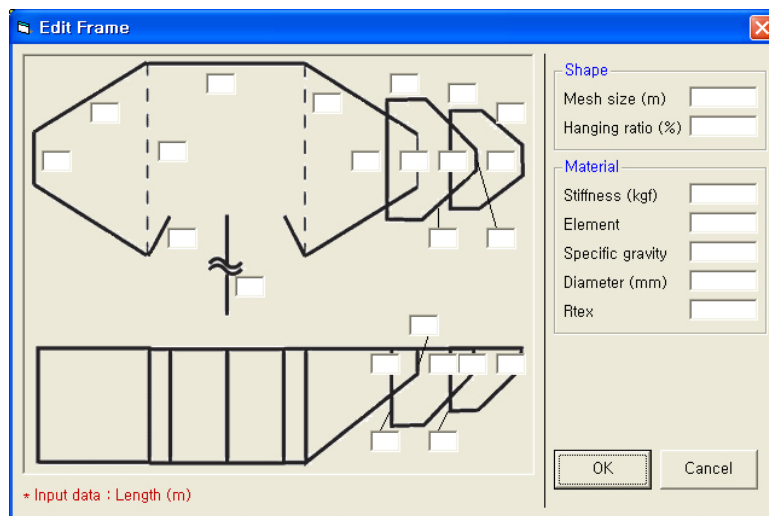 Edit Frame
Shape
Mesh size (m)
Hanging ratio (%)
Material
Stiffness (kgf)
Element
Specific gravity
Diameter (mm)
Rtex
OK
Cancel
* Input data : Length (m)